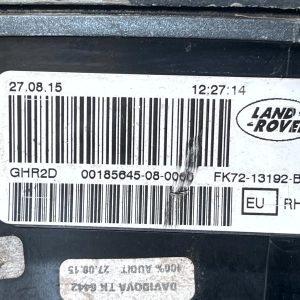 27.08.15 12:27:14
LAND
ROVER
GHR2D 00185645-08-0060 FK72-13192-B
EU RH
DAVIDOVA TK 6442
100% AUDIT 27.08.15